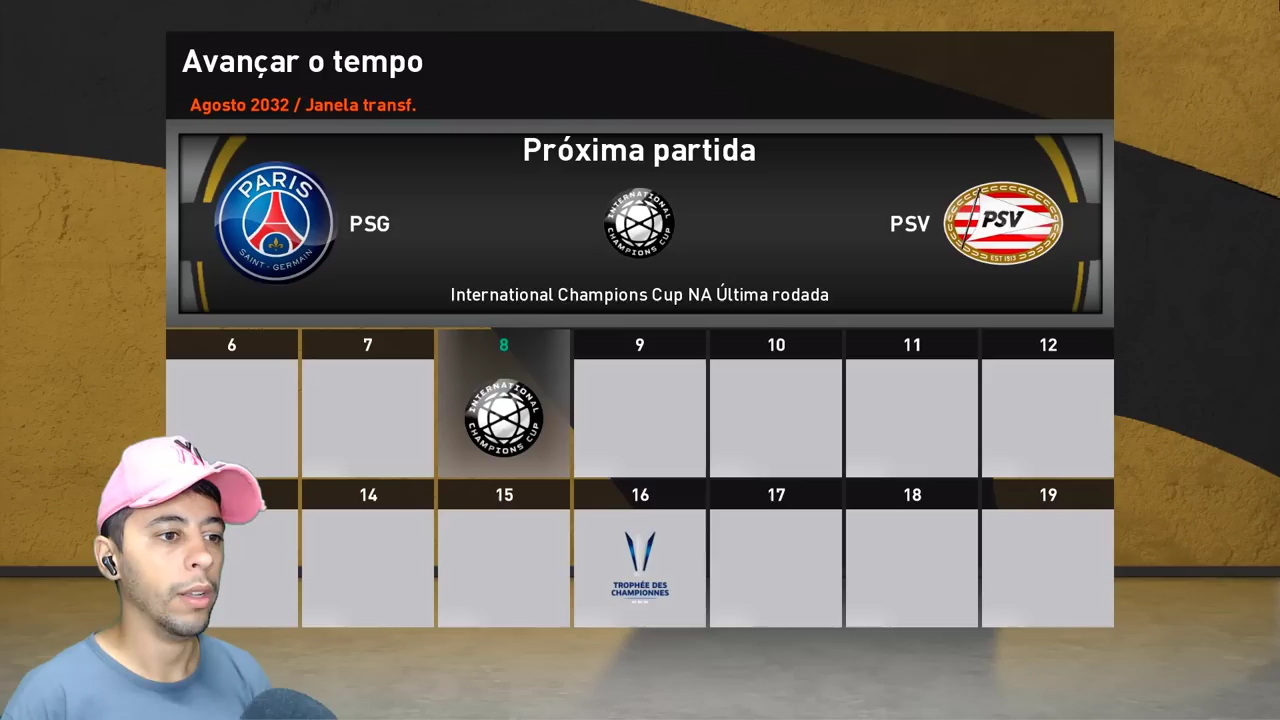 Avançar o tempo
Agosto 2032 / Janela transf.
Próxima partida
PARIS
SAINT-GERMAIN
PSG
INTERNATIONAL
CHAMPIONS CUP
PSV
PSV
EST 1913
International Champions Cup NA Última rodada
6 7 8 9 10 11 12
INTERNATIONAL
CHAMPIONS CUP
14 15 16 17 18 19
TROPHÉE DES
CHAMPIONNES